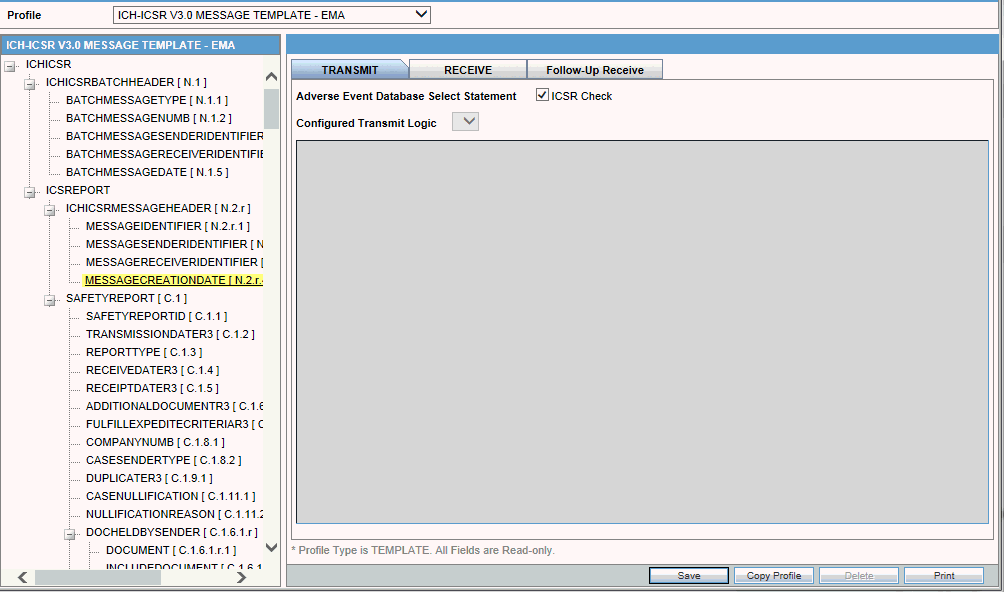 Profile
ICH-ICSR V3.0 MESSAGE TEMPLATE - EMA
ICH-ICSR V3.0 MESSAGE TEMPLATE - EMA
ICHICSR
ICHICSRBATCHHEADER [ N.1 ]
BATCHMESSAGETYPE [ N.1.1 ]
BATCHMESSAGENUMB [ N.1.2 ]
BATCHMESSAGESENDERIDENTIFIER
BATCHMESSAGERECEIVERIDENTIFIE
BATCHMESSAGEDATE [ N.1.5 ]
ICSREPORT
ICHICSRMESSAGEHEADER [ N.2.r ]
MESSAGEIDENTIFIER [ N.2.r.1 ]
MESSAGESENDERIDENTIFIER [ N
MESSAGERECEIVERIDENTIFIER [
MESSAGECREATIONDATE [ N.2.r.
SAFETYREPORT [ C.1 ]
SAFETYREPORTID [ C.1.1 ]
TRANSMISSIONDATER3 [ C.1.2 ]
REPORTTYPE [ C.1.3 ]
RECEIVEDATER3 [ C.1.4 ]
RECEIPTDATER3 [ C.1.5 ]
ADDITIONALDOCUMENTR3 [ C.1.6
FULFILLEXPEDITECRITERIAR3 [ C
COMPANYNUMB [ C.1.8.1 ]
CASESENDERTYPE [ C.1.8.2 ]
DUPLICATER3 [ C.1.9.1 ]
CASENULLIFICATION [ C.1.11.1 ]
NULLIFICATIONREASON [ C.1.11.2
DOCHELDBYSENDER [ C.1.6.1.r ]
DOCUMENT [ C.1.6.1.r.1 ]
INCLUDEDOCUMENT [ C.1.6.1
TRANSMIT
RECEIVE
Follow-Up Receive
Adverse Event Database Select Statement
ICSR Check
Configured Transmit Logic
* Profile Type is TEMPLATE. All Fields are Read-only.
Save
Copy Profile
Delete
Print